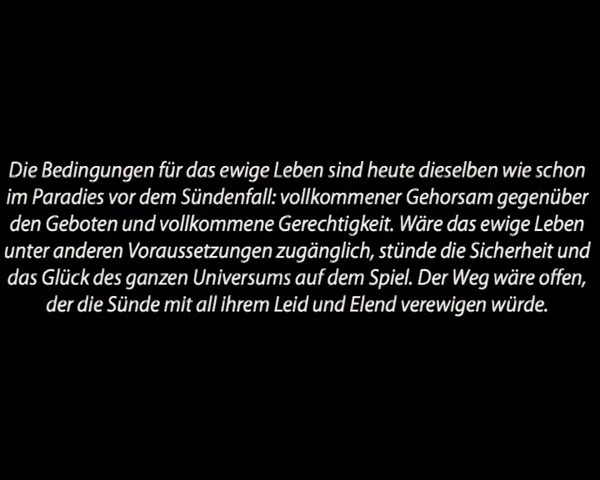 Die Bedingungen für das ewige Leben sind heute dieselben wie schon
im Paradies vor dem Sündenfall: vollkommener Gehorsam gegenüber
den Geboten und vollkommene Gerechtigkeit. Wäre das ewige Leben
unter anderen Voraussetzungen zugänglich, stünde die Sicherheit und
das Glück des ganzen Universums auf dem Spiel. Der Weg wäre offen,
der die Sünde mit all ihrem Leid und Elend verewigen würde.